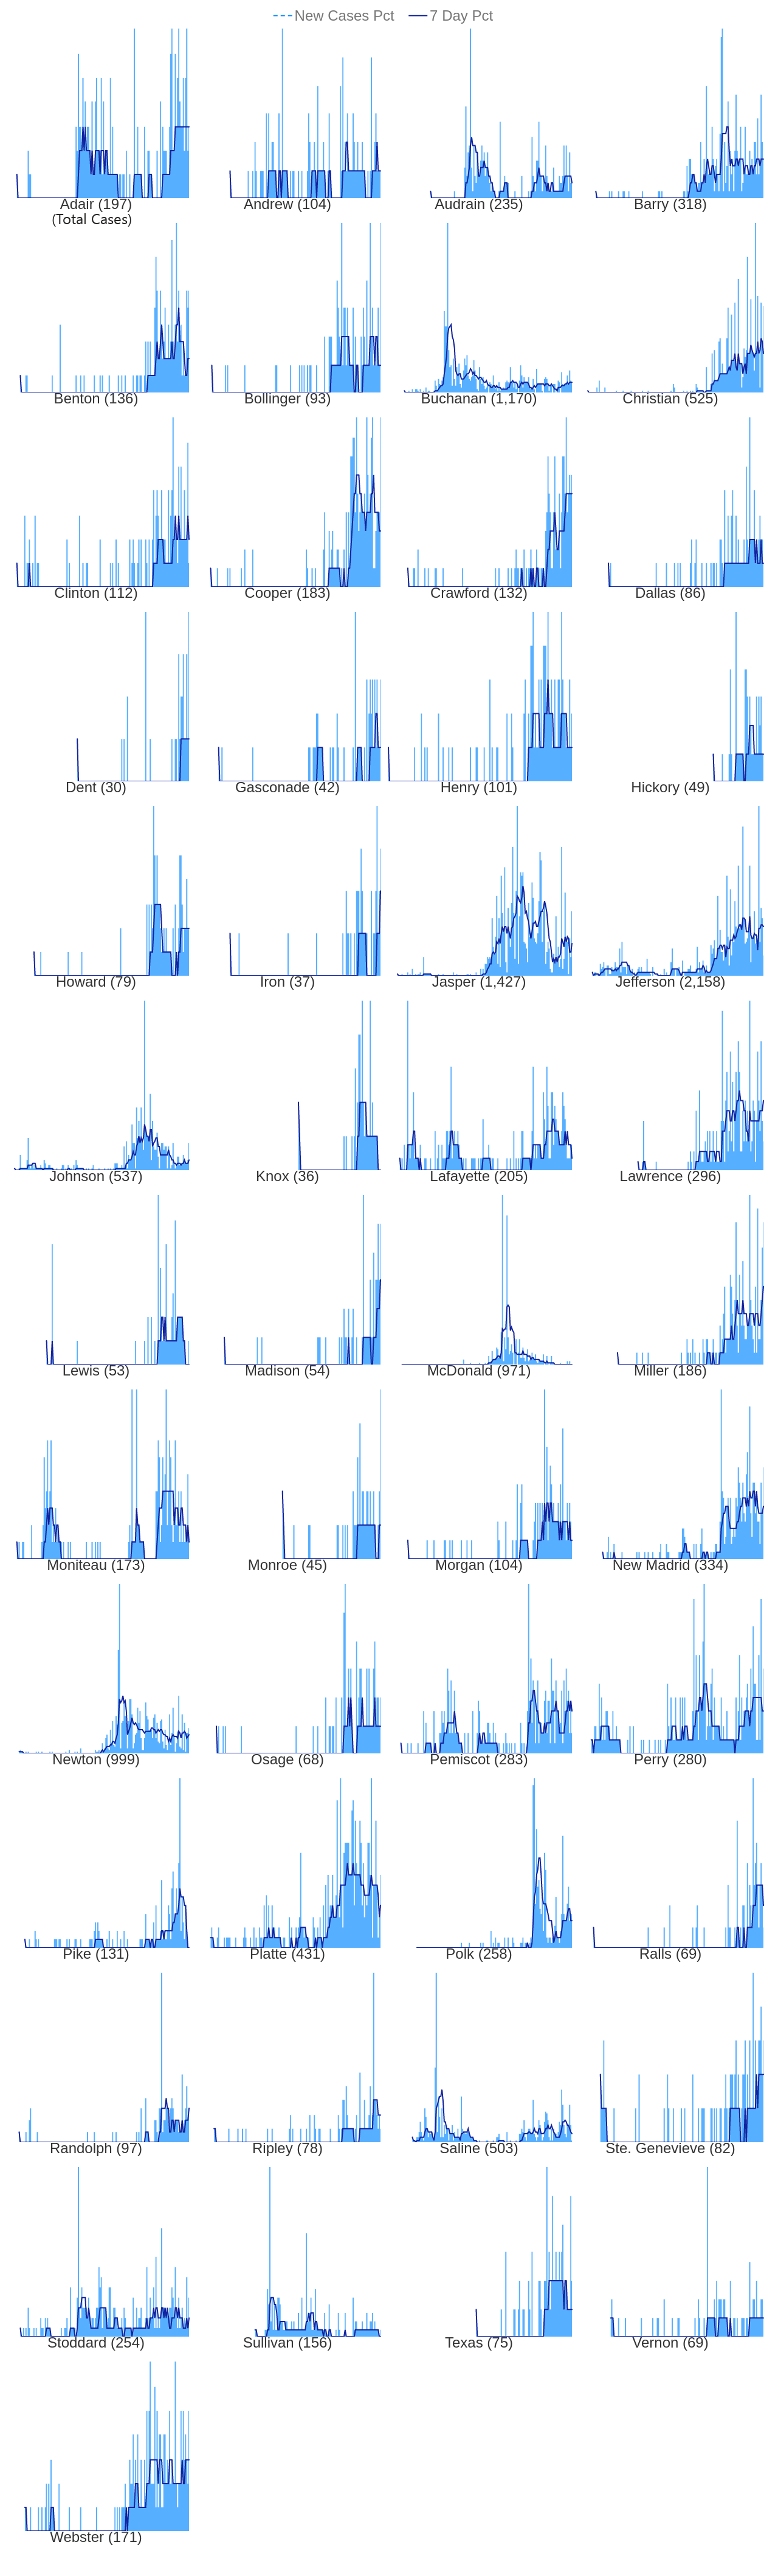 New Cases Pct 7 Day Pct
Adair (197) Andrew (104) Audrain (235) Barry (318)
(Total Cases)
Benton (136) Bollinger (93) Buchanan (1,170) Christian (525)
Clinton (112) Cooper (183) Crawford (132) Dallas (86)
Dent (30) Gasconade (42) Henry (101) Hickory (49)
Howard (79) Iron (37) Jasper (1,427) Jefferson (2,158)
Johnson (537) Knox (36) Lafayette (205) Lawrence (296)
Lewis (53) Madison (54) McDonald (971) Miller (186)
Moniteau (173) Monroe (45) Morgan (104) New Madrid (334)
Newton (999) Osage (68) Pemiscot (283) Perry (280)
Pike (131) Platte (431) Polk (258) Ralls (69)
Randolph (97) Ripley (78) Saline (503) Ste. Genevieve (82)
Stoddard (254) Sullivan (156) Texas (75) Vernon (69)
Webster (171)